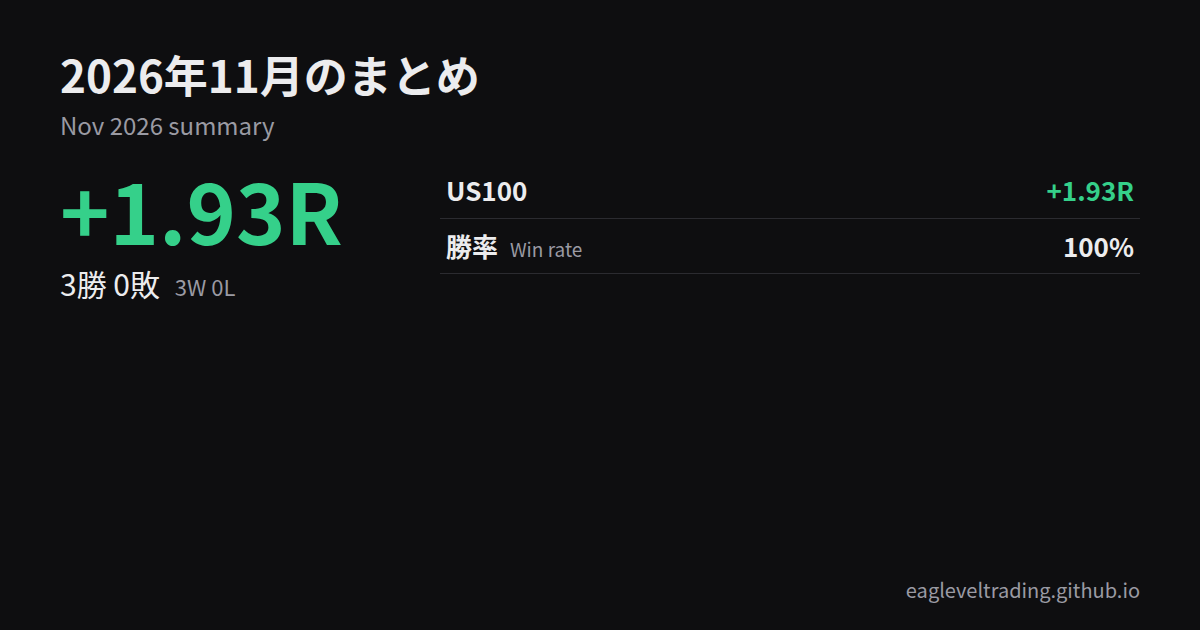 2026年11月のまとめ
Nov 2026 summary
+1.93R
3勝 0敗 3W 0L
US100 +1.93R
勝率 Win rate 100%
eagleveltrading.github.io